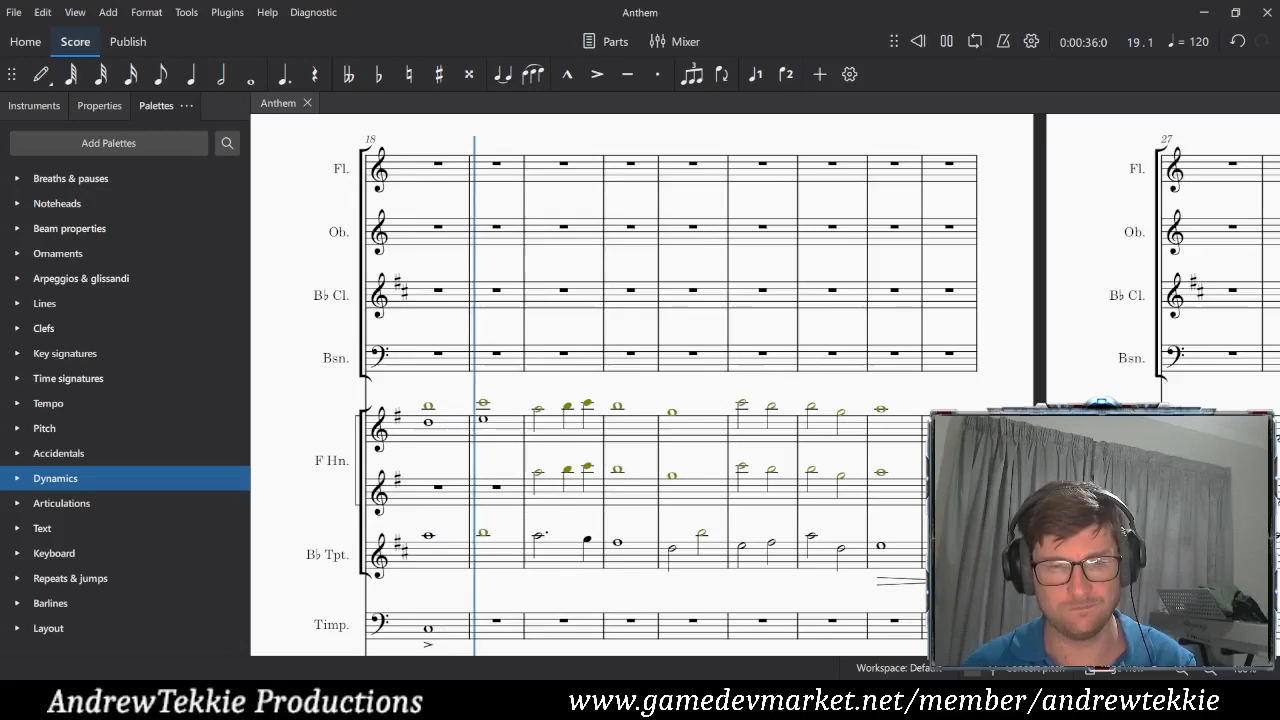 File Edit View Add Format Tools Plugins Help Diagnostic Anthem
Home Score Publish Parts Mixer 0:00:36:0 19 . 1 = 120
Instruments Properties Palettes Anthem
Add Palettes
Breaths & pauses
Noteheads
Beam properties
Ornaments
Arpeggios & glissandi
Lines
Clefs
Key signatures
Time signatures
Tempo
Pitch
Accidentals
Dynamics
Articulations
Text
Keyboard
Repeats & jumps
Barlines
Layout
18 27
Fl. Fl.
Ob. Ob.
B♭ Cl. B♭ Cl.
Bsn. Bsn.
F Hn.
B♭ Tpt.
Timp.
Workspace: Default
AndrewTekkie Productions www.gamedevmarket.net/member/andrewtekkie